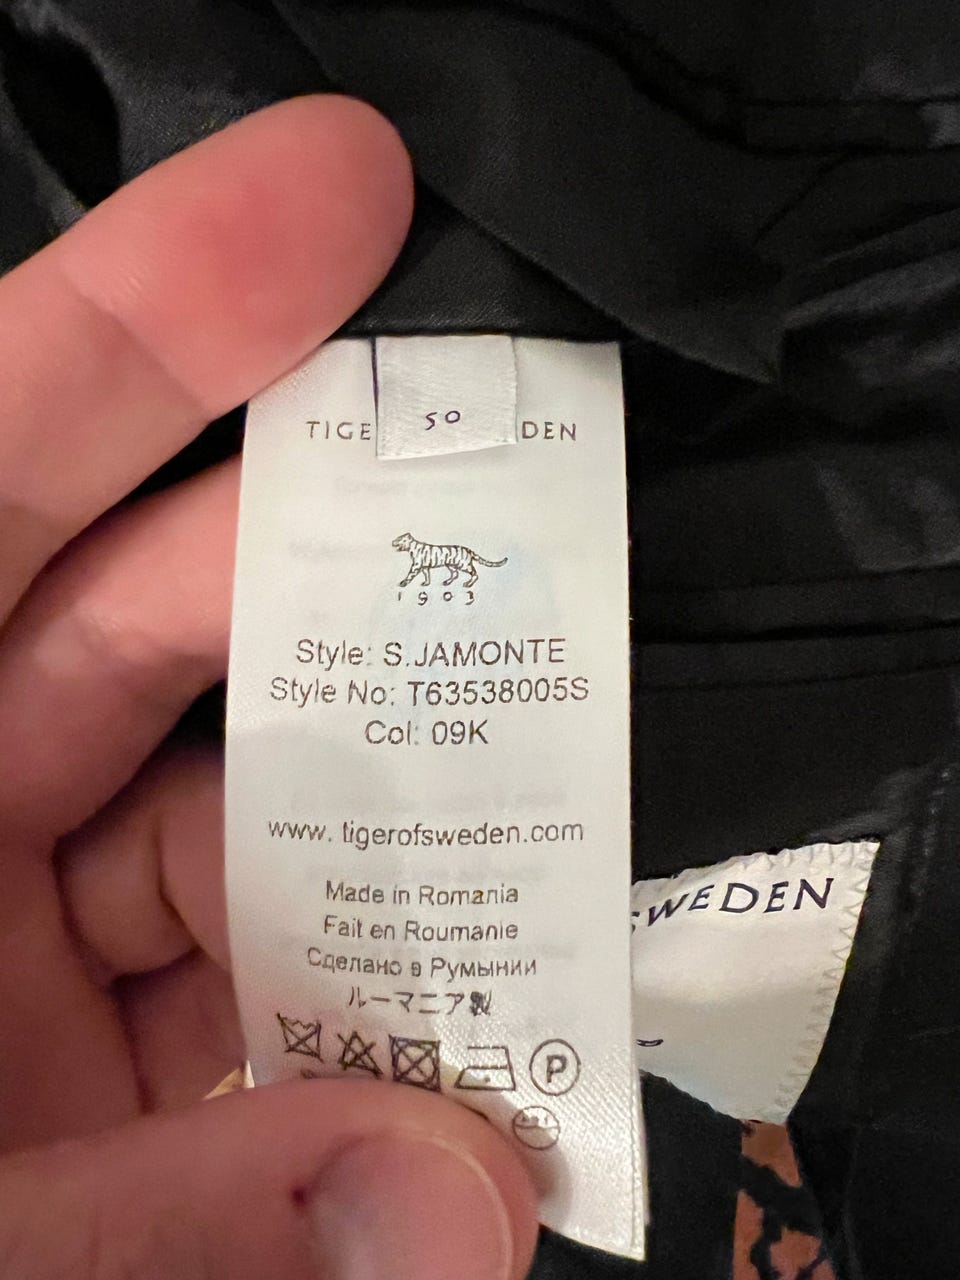 50
TIGE DEN
1903
Style: S.JAMONTE
Style No: T63538005S
Col: 09K
www. tigerofsweden.com
Made in Romania
Fait en Roumanie
Сделано в Румынии
ルーマニア製
P
SWEDEN